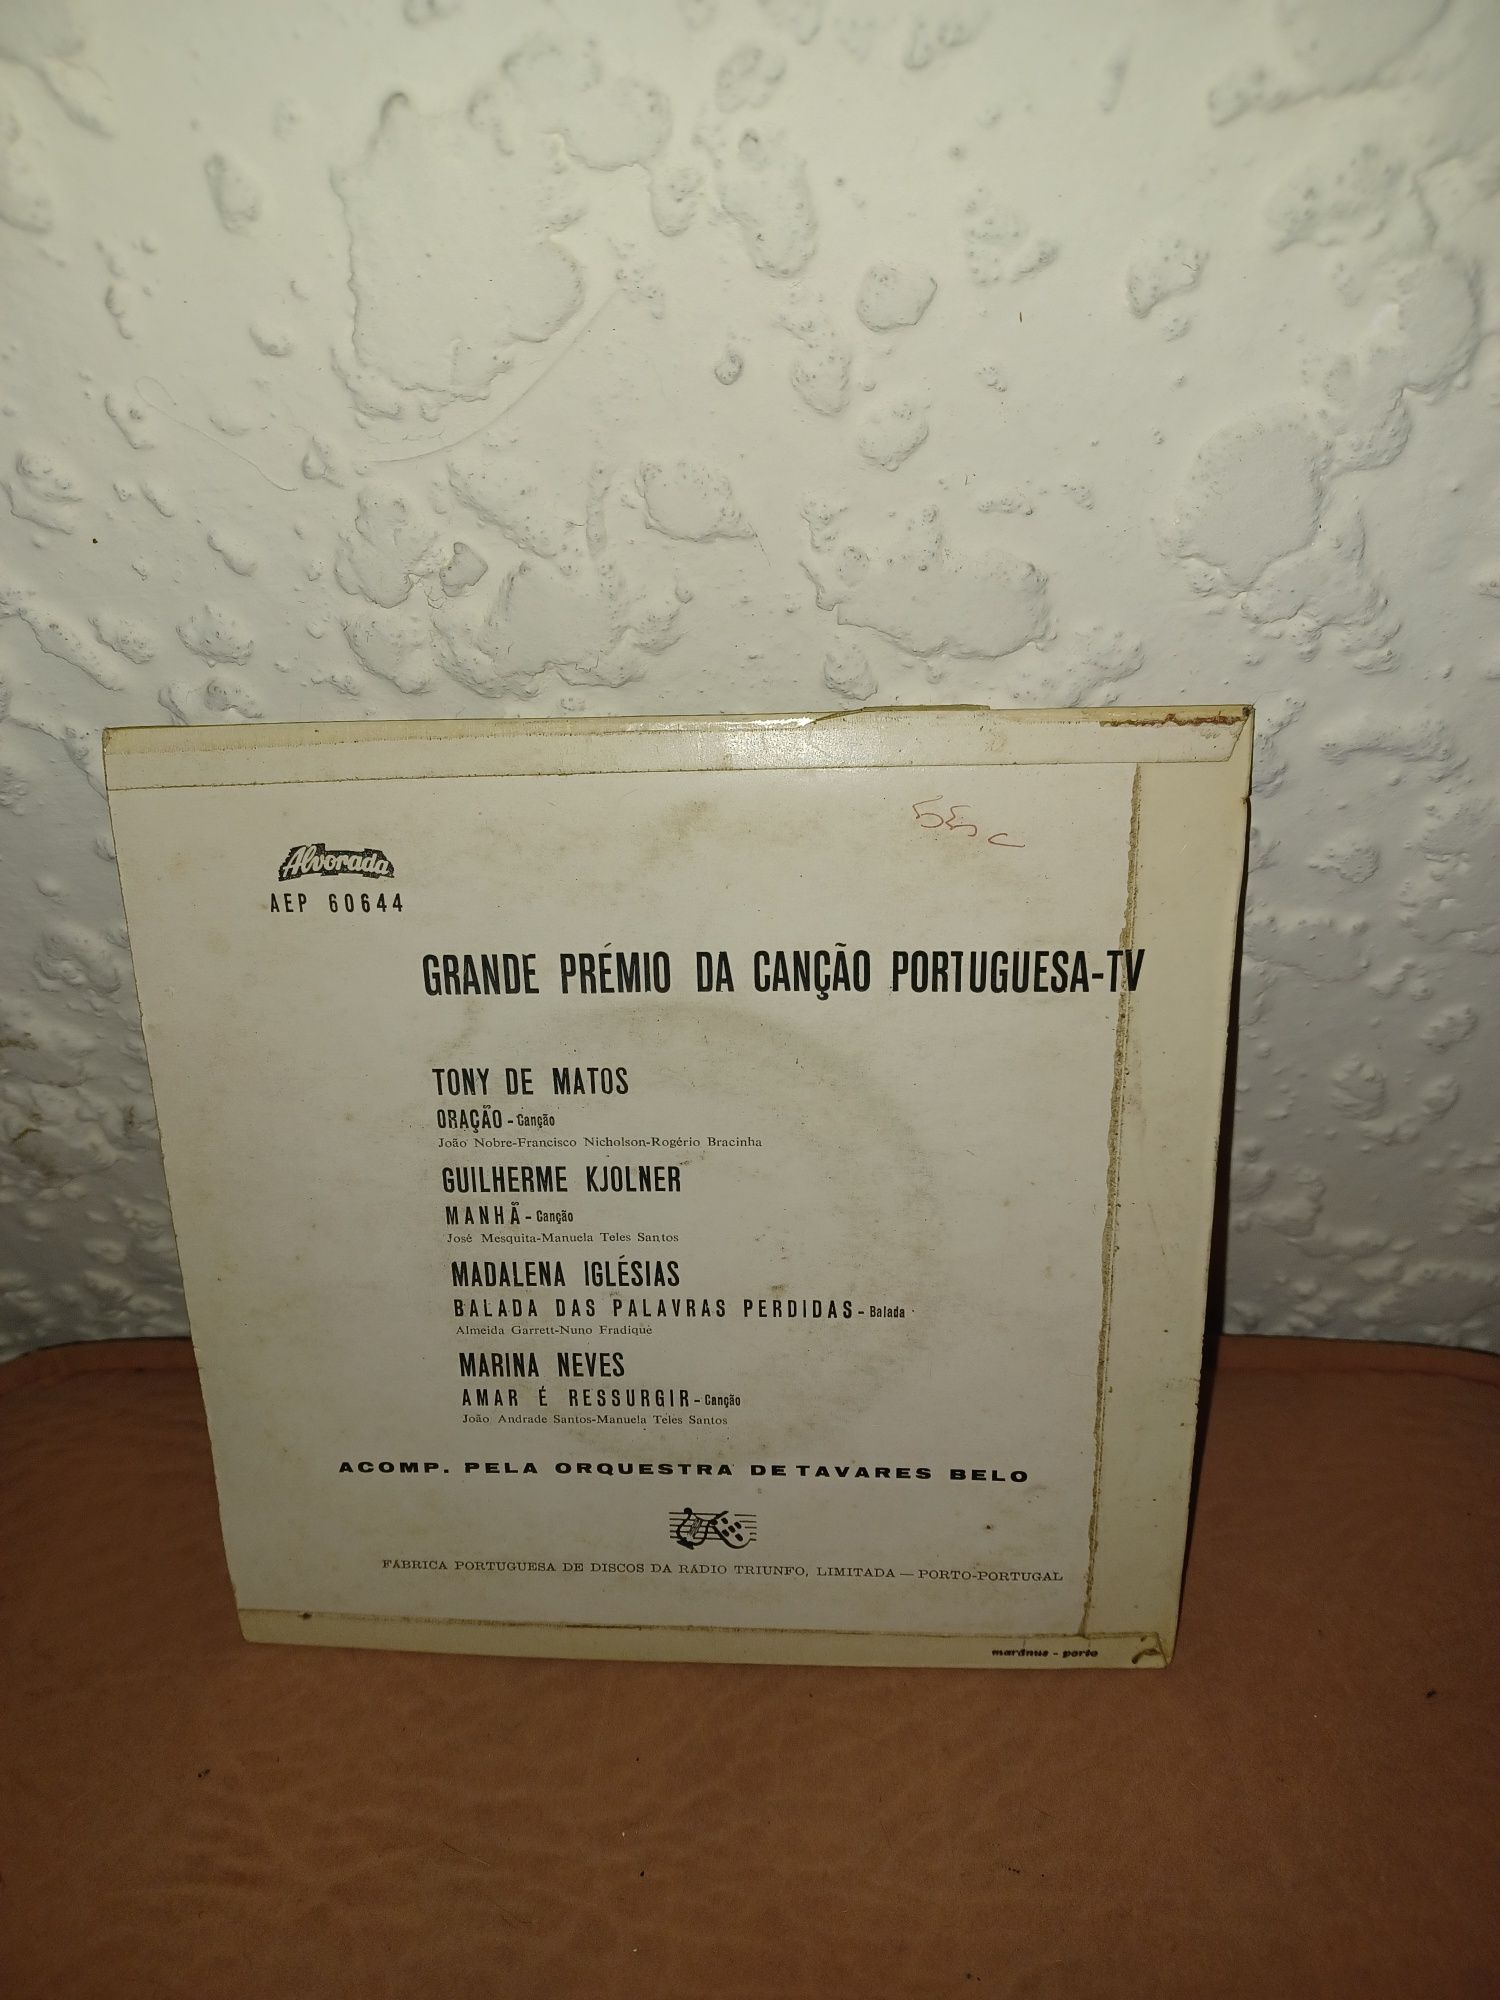 Alvorada
AEP 60644
GRANDE PRÉMIO DA CANÇÃO PORTUGUESA-TV
TONY DE MATOS
ORAÇÃO - Canção
João Nobre-Francisco Nicholson-Rogério Bracinha
GUILHERME KJOLNER
MANHÃ - Canção
José Mesquita-Manuela Teles Santos
MADALENA IGLÉSIAS
BALADA DAS PALAVRAS PERDIDAS - Balada
Almeida Garrett-Nuno Fradique
MARINA NEVES
AMAR É RESSURGIR - Canção
João Andrade Santos-Manuela Teles Santos
ACOMP. PELA ORQUESTRA DE TAVARES BELO
FÁBRICA PORTUGUESA DE DISCOS DA RÁDIO TRIUNFO, LIMITADA — PORTO-PORTUGAL
marânus - porto